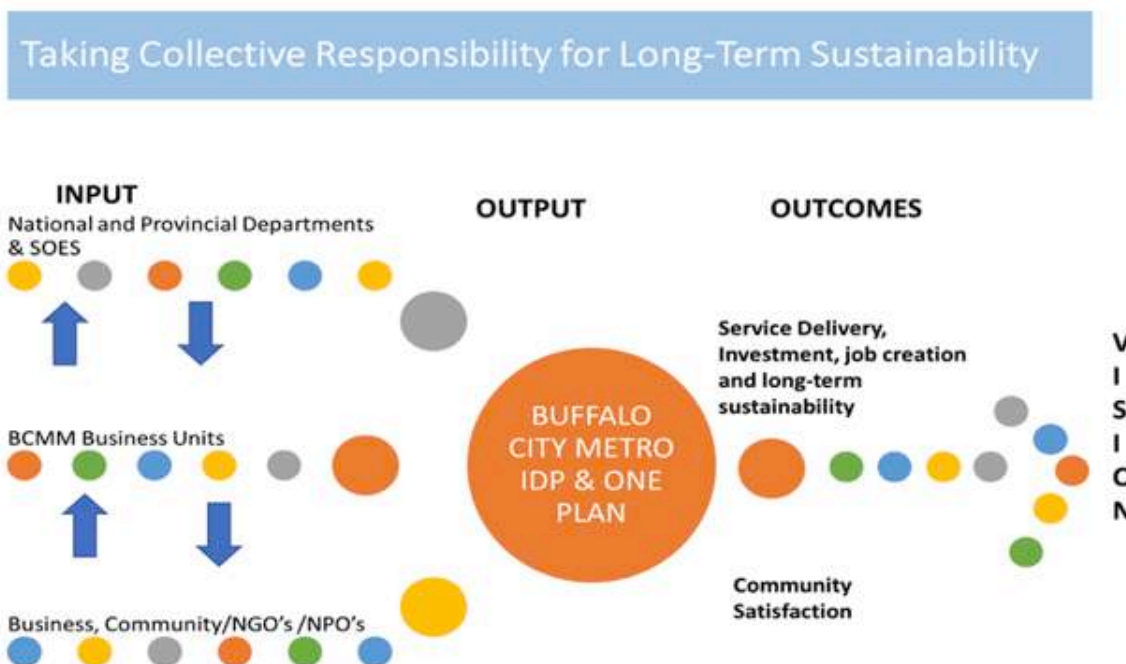 Taking Collective Responsibility for Long-Term Sustainability
INPUT
National and Provincial Departments
& SOES
BCMM Business Units
Business, Community/NGO's /NPO's
OUTPUT
BUFFALO
CITY METRO
IDP & ONE
PLAN
OUTCOMES
Service Delivery,
Investment, job creation
and long-term
sustainability
Community
Satisfaction
V
I
S
I
O
N